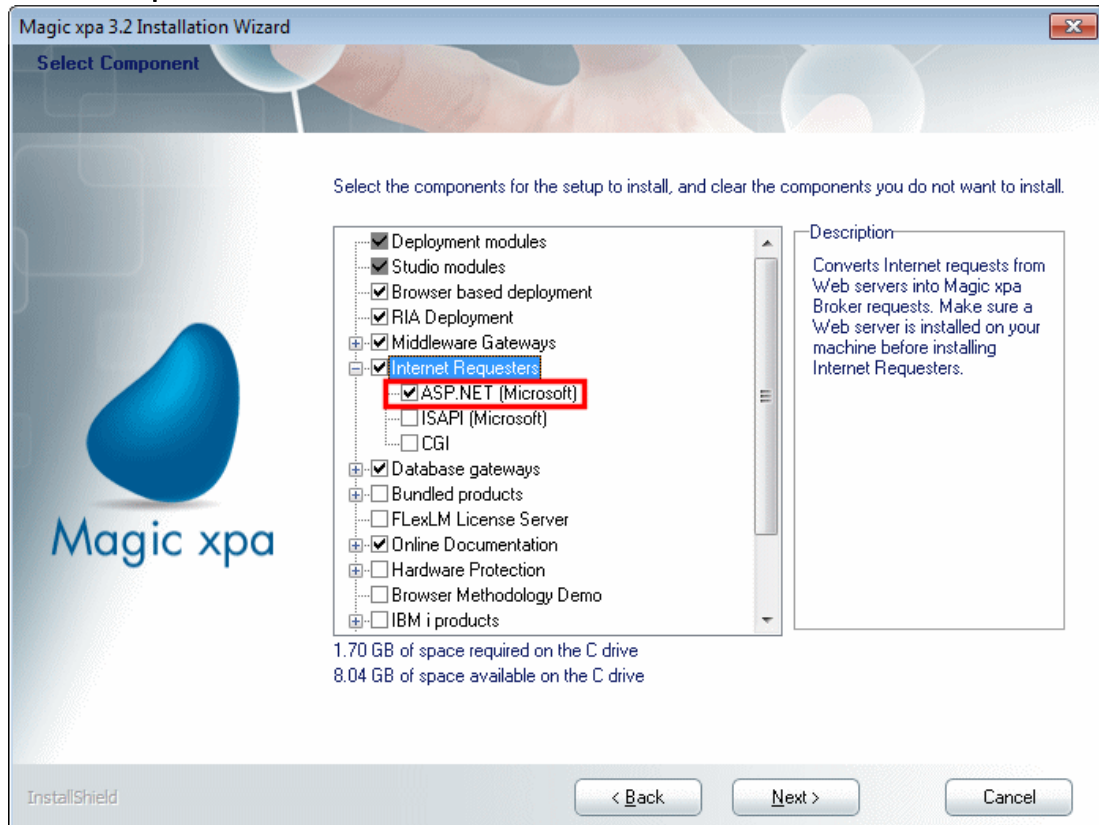 Magic xpa 3.2 Installation Wizard
Select Component
Select the components for the setup to install, and clear the components you do not want to install.
Deployment modules
Studio modules
Browser based deployment
RIA Deployment
Middleware Gateways
Internet Requesters
ASP.NET (Microsoft)
ISAPI (Microsoft)
CGI
Database gateways
Bundled products
FLexLM License Server
Online Documentation
Hardware Protection
Browser Methodology Demo
IBM i products
Description
Converts Internet requests from
Web servers into Magic xpa
Broker requests. Make sure a
Web server is installed on your
machine before installing
Internet Requesters.
Magic xpa
1.70 GB of space required on the C drive
8.04 GB of space available on the C drive
InstallShield
< Back
Next >
Cancel